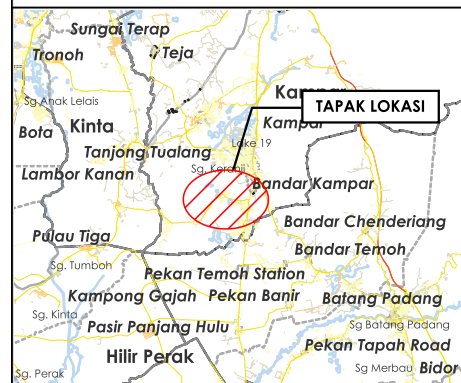 Sungai Terap
Tronoh
Teja
Sg Anak Lelais
Kampar
TAPAK LOKASI
Bota
Kinta
Kampar
Lake 19
Tanjong Tualang
Lambor Kanan
Sg. Keranji
Bandar Kampar
Bandar Chenderiang
Pulau Tiga
Bandar Temoh
Sg. Tumboh
Pekan Temoh Station
Kampong Gajah
Pekan Banir
Batang Padang
Sg. Kinta
Pasir Panjang Hulu
Sg Batang Padang
Pekan Tapah Road
Hilir Perak
Sg. Perak
Sg Merbau
Bidor